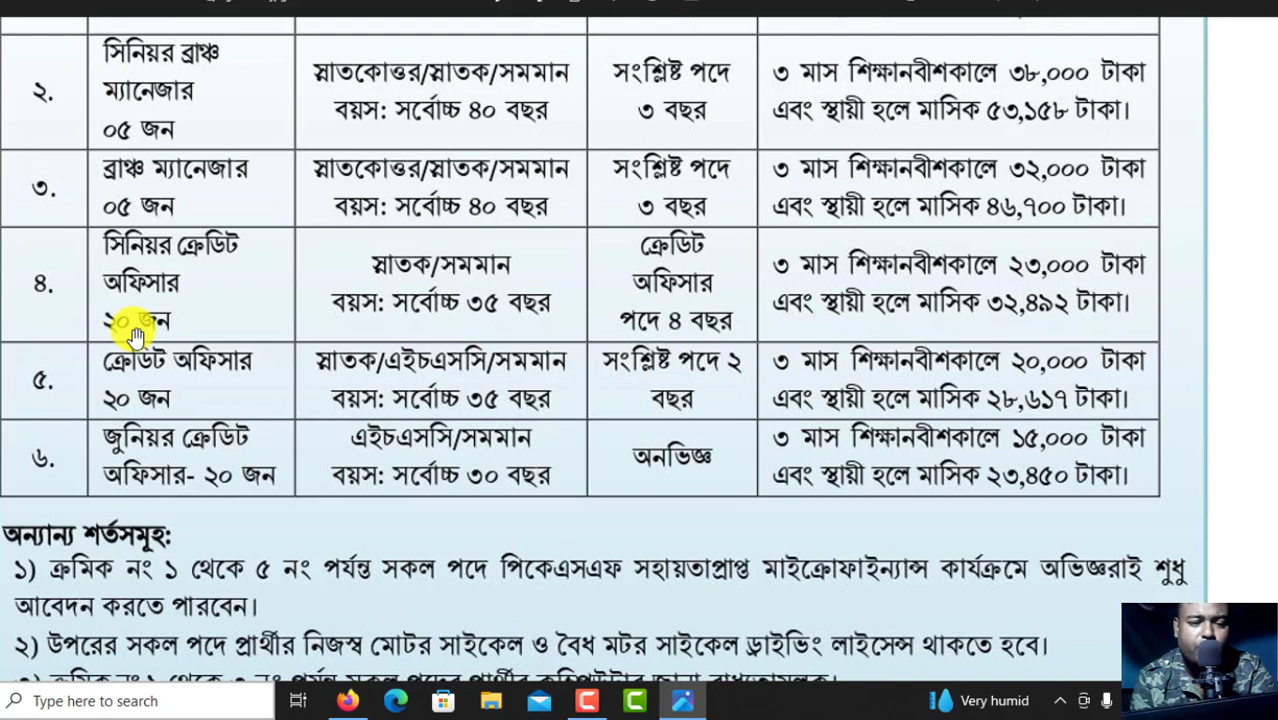 ২.
সিনিয়র ব্রাঞ্চ
ম্যানেজার
০৫ জন
স্নাতকোত্তর/স্নাতক/সমমান
বয়স: সর্বোচ্চ ৪০ বছর
সংশ্লিষ্ট পদে
৩ বছর
৩ মাস শিক্ষানবীশকালে ৩৮,০০০ টাকা
এবং স্থায়ী হলে মাসিক ৫৩,১৫৮ টাকা।
৩.
ব্রাঞ্চ ম্যানেজার
০৫ জন
স্নাতকোত্তর/স্নাতক/সমমান
বয়স: সর্বোচ্চ ৪০ বছর
সংশ্লিষ্ট পদে
৩ বছর
৩ মাস শিক্ষানবীশকালে ৩২,০০০ টাকা
এবং স্থায়ী হলে মাসিক ৪৬,৭০০ টাকা।
৪.
সিনিয়র ক্রেডিট
অফিসার
২০ জন
স্নাতক/সমমান
বয়স: সর্বোচ্চ ৩৫ বছর
ক্রেডিট
অফিসার
পদে ৪ বছর
৩ মাস শিক্ষানবীশকালে ২৩,০০০ টাকা
এবং স্থায়ী হলে মাসিক ৩২,৪৯২ টাকা।
৫.
ক্রেডিট অফিসার
২০ জন
স্নাতক/এইচএসসি/সমমান
বয়স: সর্বোচ্চ ৩৫ বছর
সংশ্লিষ্ট পদে ২
বছর
৩ মাস শিক্ষানবীশকালে ২০,০০০ টাকা
এবং স্থায়ী হলে মাসিক ২৮,৬১৭ টাকা।
৬.
জুনিয়র ক্রেডিট
অফিসার- ২০ জন
এইচএসসি/সমমান
বয়স: সর্বোচ্চ ৩০ বছর
অনভিজ্ঞ
৩ মাস শিক্ষানবীশকালে ১৫,০০০ টাকা
এবং স্থায়ী হলে মাসিক ২৩,৪৫০ টাকা।
অন্যান্য শর্তসমূহ:
১) ক্রমিক নং ১ থেকে ৫ নং পর্যন্ত সকল পদে পিকেএসএফ সহায়তাপ্রাপ্ত মাইক্রোফাইন্যান্স কার্যক্রমে অভিজ্ঞরাই শুধু
আবেদন করতে পারবেন।
২) উপরের সকল পদে প্রার্থীর নিজস্ব মোটর সাইকেল ও বৈধ মটর সাইকেল ড্রাইভিং লাইসেন্স থাকতে হবে।
Type here to search
Very humid